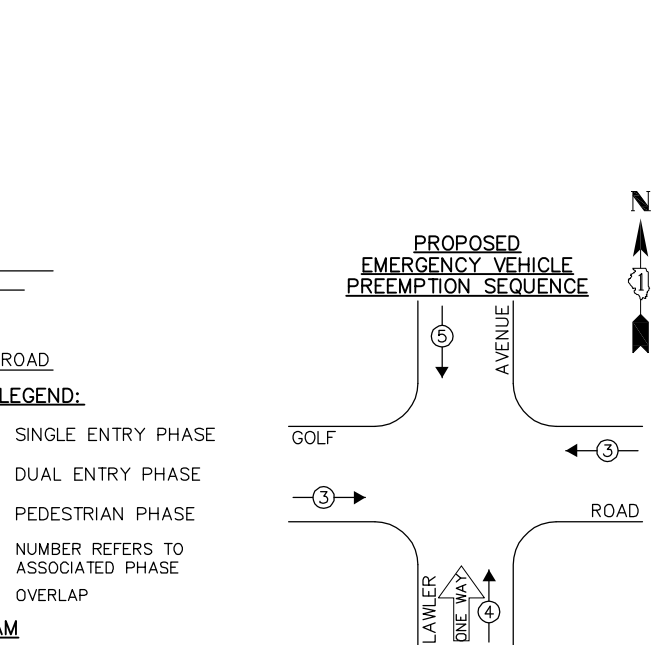 N
PROPOSED
EMERGENCY VEHICLE
PREEMPTION SEQUENCE
1
5
AVENUE
ROAD
LEGEND:
SINGLE ENTRY PHASE
DUAL ENTRY PHASE
PEDESTRIAN PHASE
NUMBER REFERS TO
ASSOCIATED PHASE
OVERLAP
GOLF
3
3
ROAD
LAWLER
ONE WAY
4